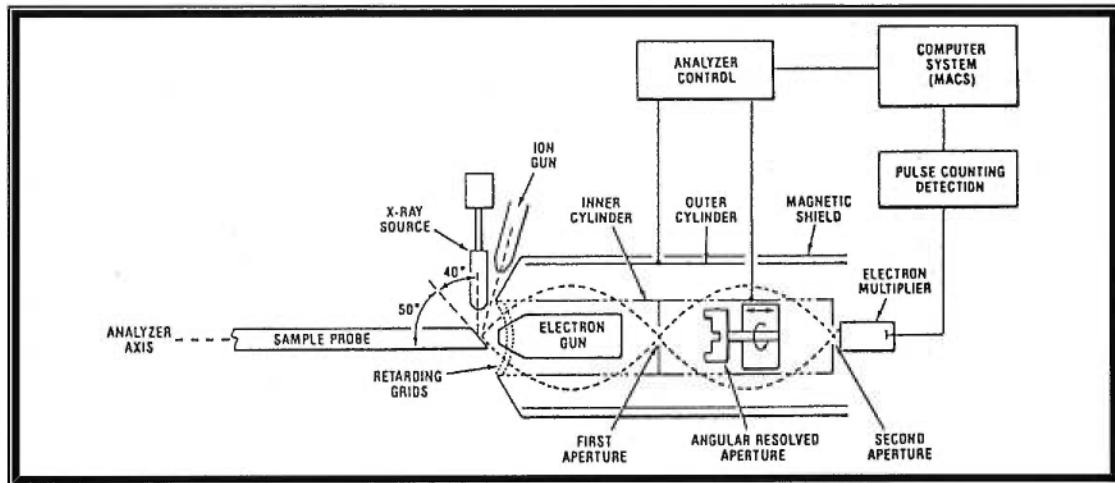 ANALYZER
CONTROL
COMPUTER
SYSTEM
(MACS)
ION
GUN
PULSE COUNTING
DETECTION
X-RAY
SOURCE
INNER
CYLINDER
OUTER
CYLINDER
MAGNETIC
SHIELD
40°
50°
ELECTRON
MULTIPLIER
ANALYZER
AXIS
SAMPLE PROBE
ELECTRON
GUN
RETARDING
GRIDS
FIRST
APERTURE
ANGULAR RESOLVED
APERTURE
SECOND
APERTURE